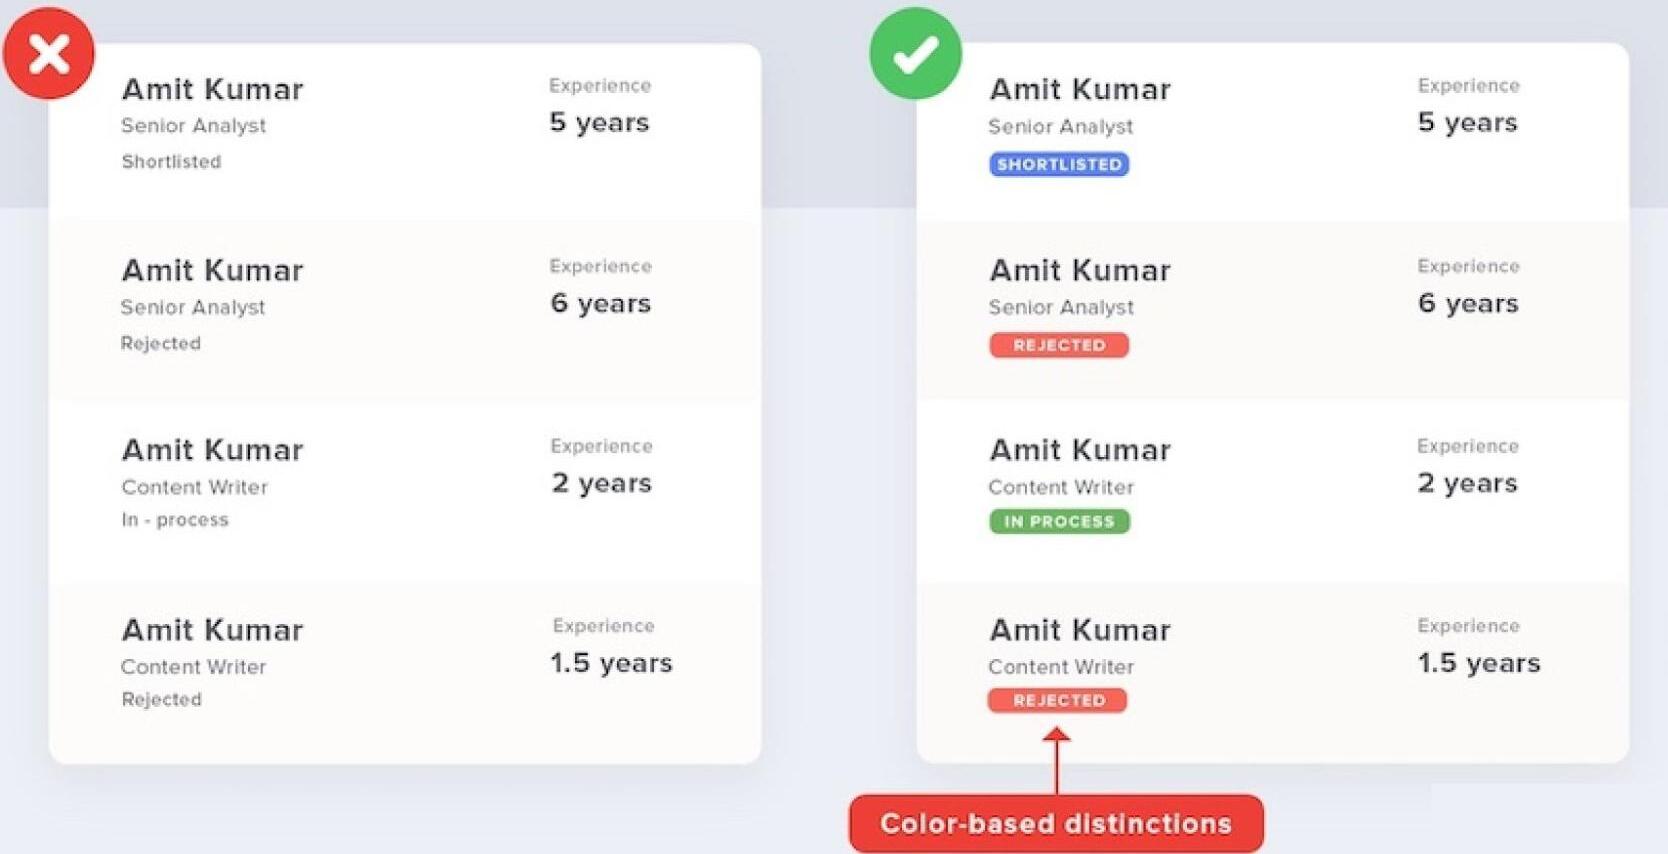 Amit Kumar
Experience
Senior Analyst
5 years
Shortlisted
Amit Kumar
Experience
Senior Analyst
6 years
Rejected
Amit Kumar
Experience
Content Writer
2 years
In - process
Amit Kumar
Experience
Content Writer
1.5 years
Rejected
Amit Kumar
Experience
Senior Analyst
5 years
SHORTLISTED
Amit Kumar
Experience
Senior Analyst
6 years
REJECTED
Amit Kumar
Experience
Content Writer
2 years
IN PROCESS
Amit Kumar
Experience
Content Writer
1.5 years
REJECTED
Color-based distinctions